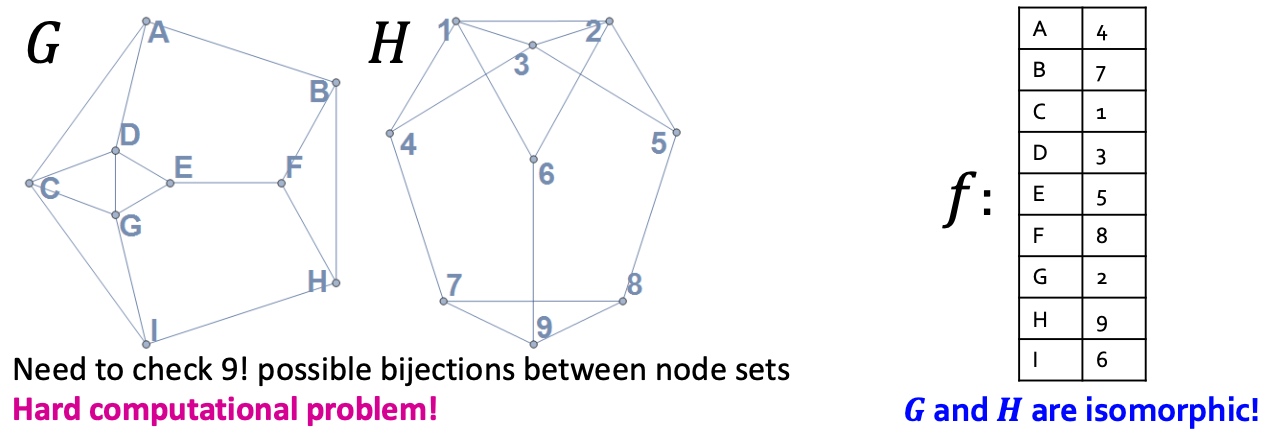 G
H
A
B
C
D
E
F
G
H
I
1
2
3
4
5
6
7
8
9
f:
A 4
B 7
C 1
D 3
E 5
F 8
G 2
H 9
I 6
Need to check 9! possible bijections between node sets
Hard computational problem!
G and H are isomorphic!